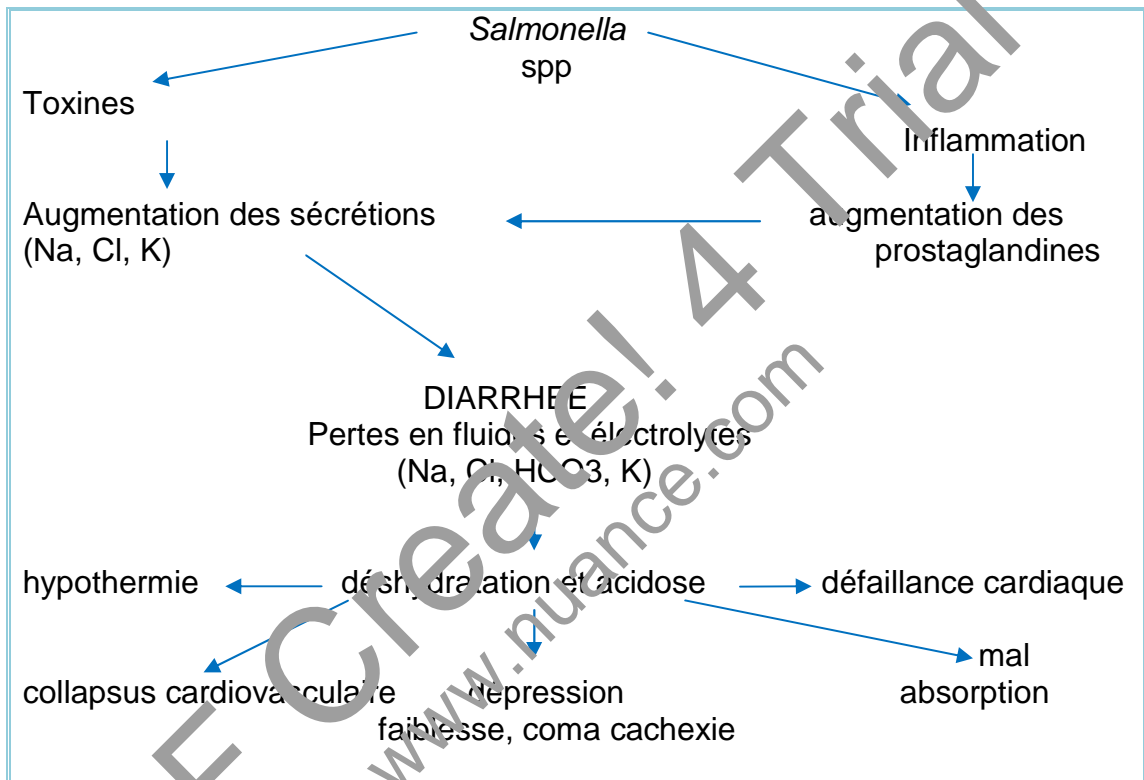 Salmonella
spp
Toxines
Inflammation
Augmentation des sécrétions
(Na, Cl, K)
augmentation des
prostaglandines
DIARRHEE
Pertes en fluides et électrolytes
(Na, Cl, HCO3, K)
hypothermie
déshydratation et acidose
défaillance cardiaque
mal
absorption
collapsus cardiovasculaire
dépression
faiblesse, coma cachexie
F Create! 4 Trial
www.nuance.com